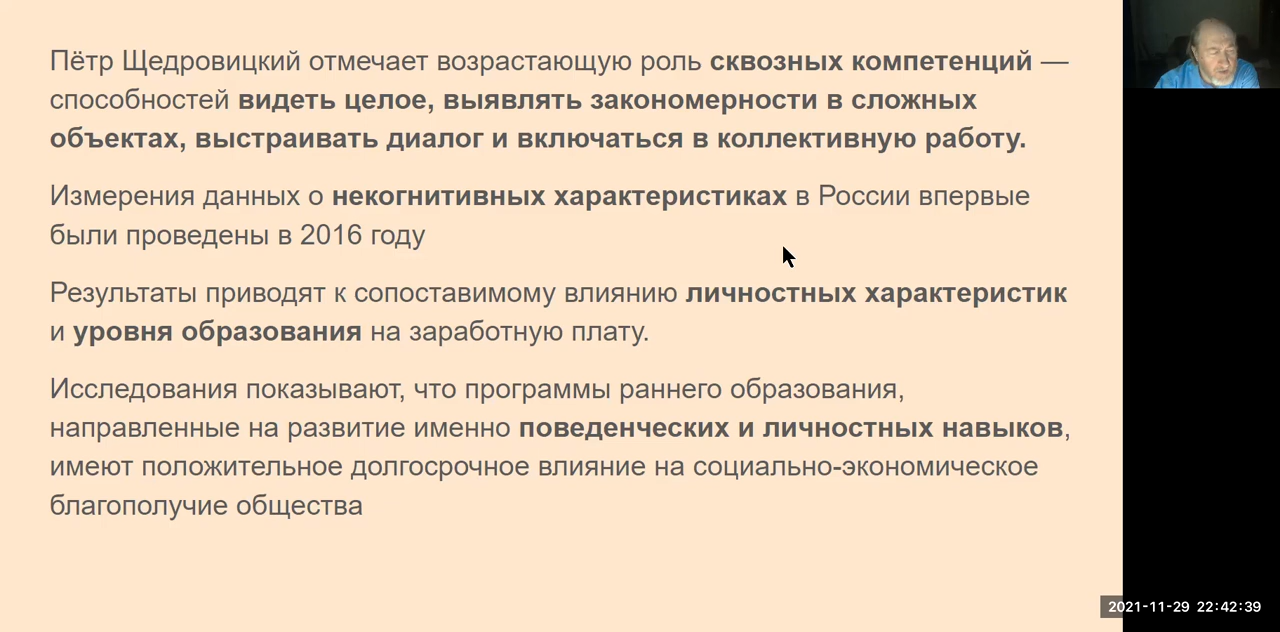 Пётр Щедровицкий отмечает возрастающую роль сквозных компетенций —
способностей видеть целое, выявлять закономерности в сложных
объектах, выстраивать диалог и включаться в коллективную работу.
Измерения данных о некогнитивных характеристиках в России впервые
были проведены в 2016 году
Результаты приводят к сопоставимому влиянию личностных характеристик
и уровня образования на заработную плату.
Исследования показывают, что программы раннего образования,
направленные на развитие именно поведенческих и личностных навыков,
имеют положительное долгосрочное влияние на социально-экономическое
благополучие общества
2021-11-29 22:42:39